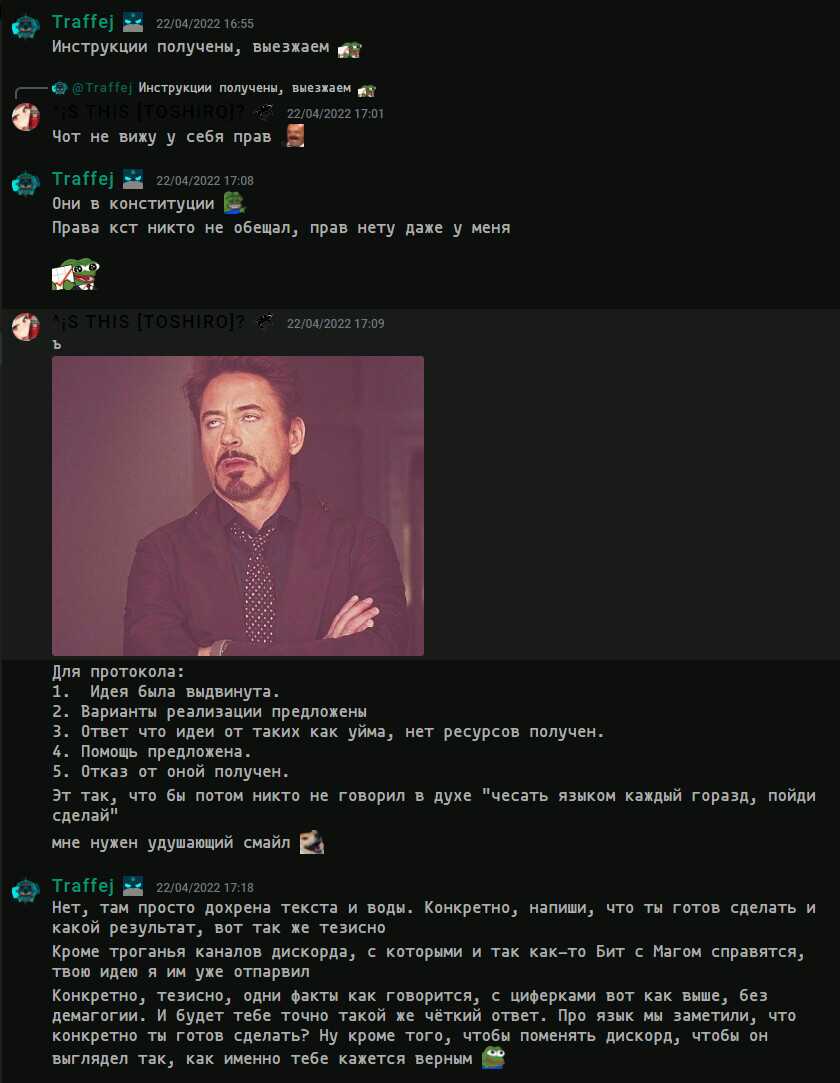 Traffej 22/04/2022 16:55
Инструкции получены, выезжаем
@Traffej Инструкции получены, выезжаем
^¡S THIS [TOSHIRO]? 22/04/2022 17:01
Чот не вижу у себя прав
Traffej 22/04/2022 17:08
Они в конституции
Права кст никто не обещал, прав нету даже у меня
^¡S THIS [TOSHIRO]? 22/04/2022 17:09
ъ
Для протокола:
1. Идея была выдвинута.
2. Варианты реализации предложены
3. Ответ что идеи от таких как уйма, нет ресурсов получен.
4. Помощь предложена.
5. Отказ от оной получен.
Эт так, что бы потом никто не говорил в духе "чесать языком каждый горазд, пойди
сделай"
мне нужен удушающий смайл
Traffej 22/04/2022 17:18
Нет, там просто дохрена текста и воды. Конкретно, напиши, что ты готов сделать и
какой результат, вот так же тезисно
Кроме троганья каналов дискорда, с которыми и так как-то Бит с Магом справятся,
твою идею я им уже отпарвил
Конкретно, тезисно, одни факты как говорится, с циферками вот как выше, без
демагогии. И будет тебе точно такой же чёткий ответ. Про язык мы заметили, что
конкретно ты готов сделать? Ну кроме того, чтобы поменять дискорд, чтобы он
выглядел так, как именно тебе кажется верным